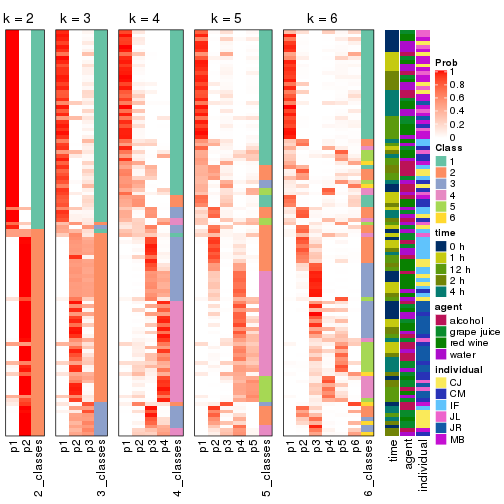 k = 2
k = 3
k = 4
k = 5
k = 6
p1
p2
2_classes
p1
p2
p3
3_classes
p1
p2
p3
p4
4_classes
p1
p2
p3
p4
p5
5_classes
p1
p2
p3
p4
p5
p6
6_classes
time
agent
individual
Prob
1
0.8
0.6
0.4
0.2
0
Class
1
2
3
4
5
6
time
0 h
1 h
12 h
2 h
4 h
agent
alcohol
grape juice
red wine
water
individual
CJ
CM
IF
JL
JR
MB